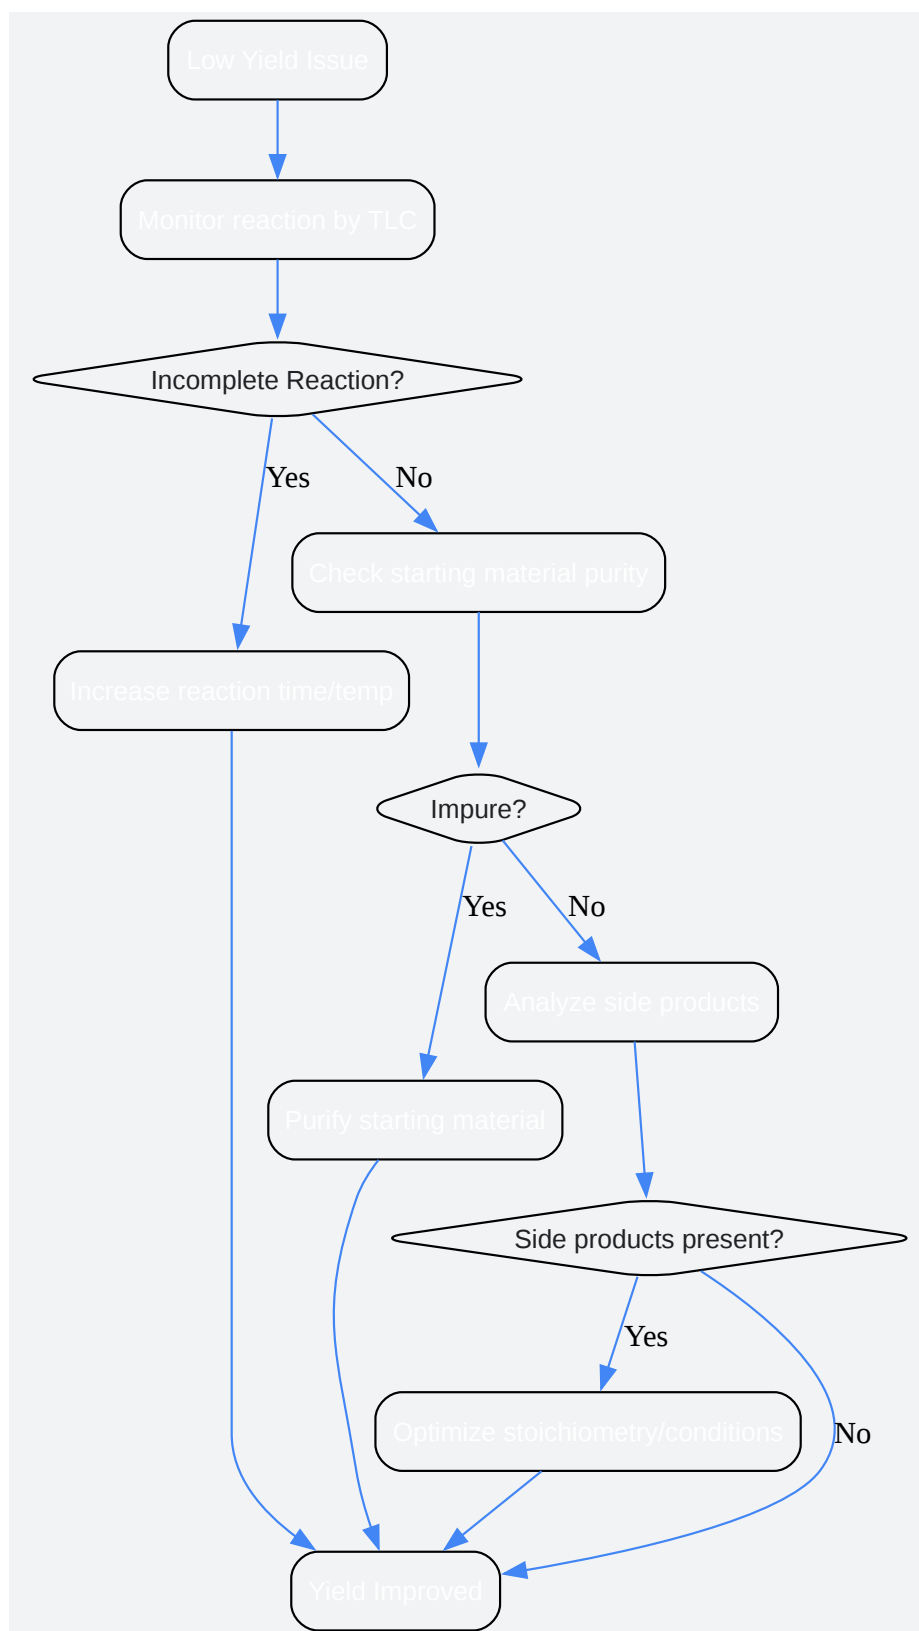 Low Yield Issue
Monitor reaction by TLC
Incomplete Reaction?
Yes
No
Check starting material purity
Increase reaction time/temp
Impure?
Yes
No
Analyze side products
Purify starting material
Side products present?
Yes
Optimize stoichiometry/conditions
No
Yield Improved